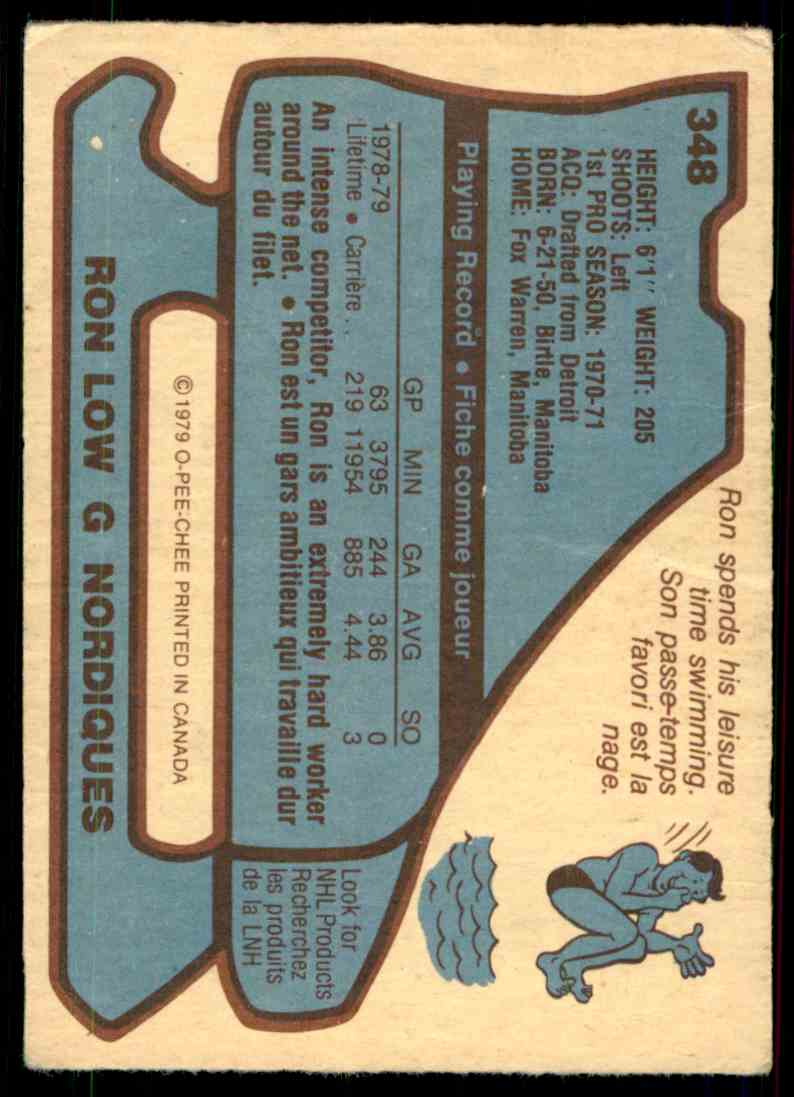 348
HEIGHT: 6'1" WEIGHT: 205
SHOOTS: Left
1st PRO SEASON: 1970-71
ACQ: Drafted from Detroit
BORN: 6-21-50, Birtle, Manitoba
HOME: Fox Warren, Manitoba
Ron spends his leisure
time swimming.
Son passe-temps
favori est la
nage.
Playing Record • Fiche comme joueur
GP MIN GA AVG SO
1978-79 63 3795 244 3.86 0
Lifetime • Carrière . . 219 11954 885 4.44 3
An intense competitor, Ron is an extremely hard worker
around the net. • Ron est un gars ambitieux qui travaille dur
autour du filet.
Look for
NHL Products
Recherchez
les produits
de la LNH
©1979 O-PEE-CHEE PRINTED IN CANADA
RON LOW G NORDIQUES